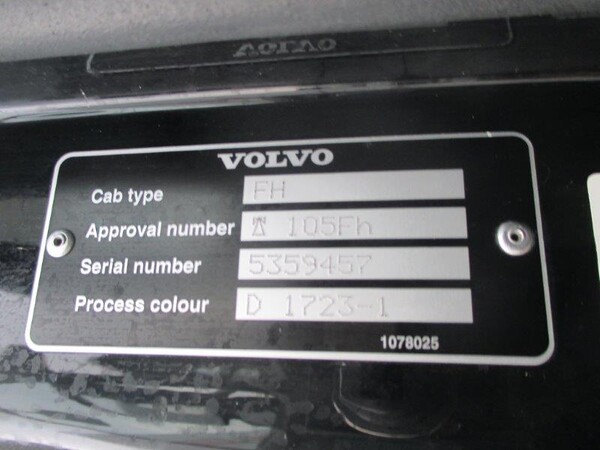 VOLVO
Cab type FH
Approval number 105Fh
Serial number 5359457
Process colour D 1723-1
1078025